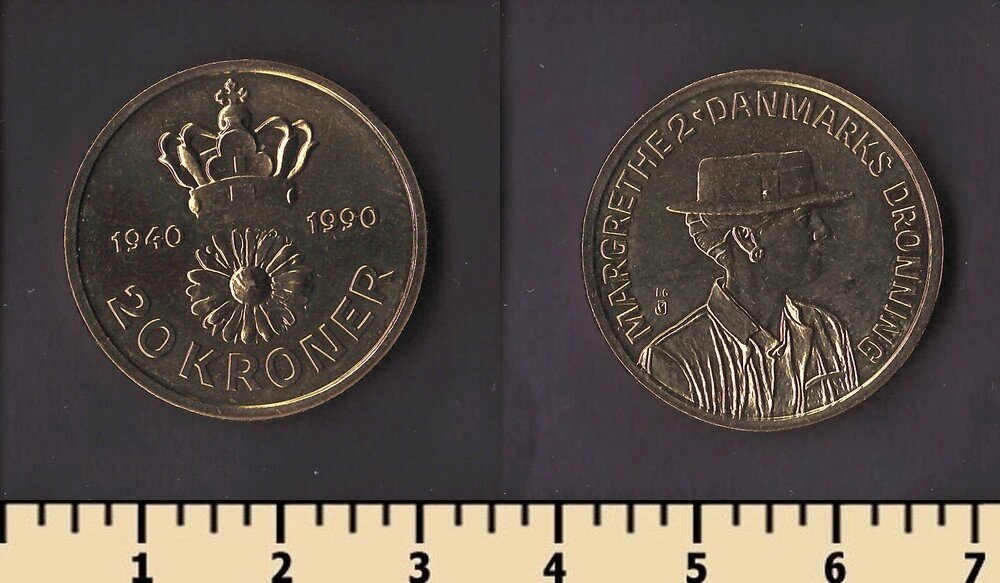 1940 1990
20 KRONER
MARGRETHE 2 · DANMARKS DRONNING
1 2 3 4 5 6 7